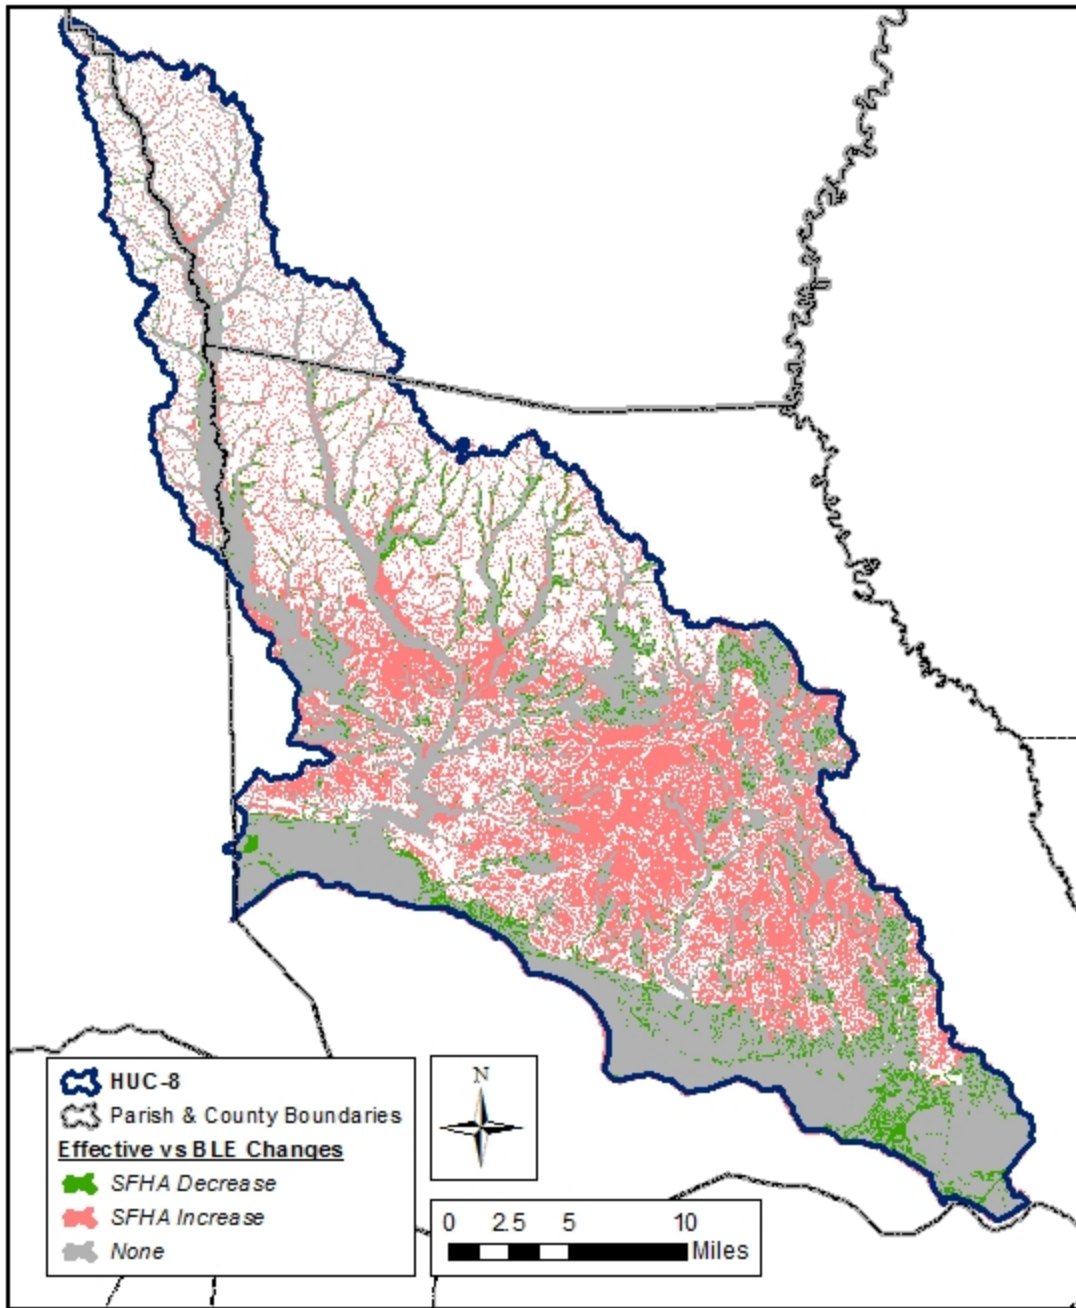 HUC-8
Parish & County Boundaries
Effective vs BLE Changes
SFHA Decrease
SFHA Increase
None
N
0 2.5 5 10
Miles